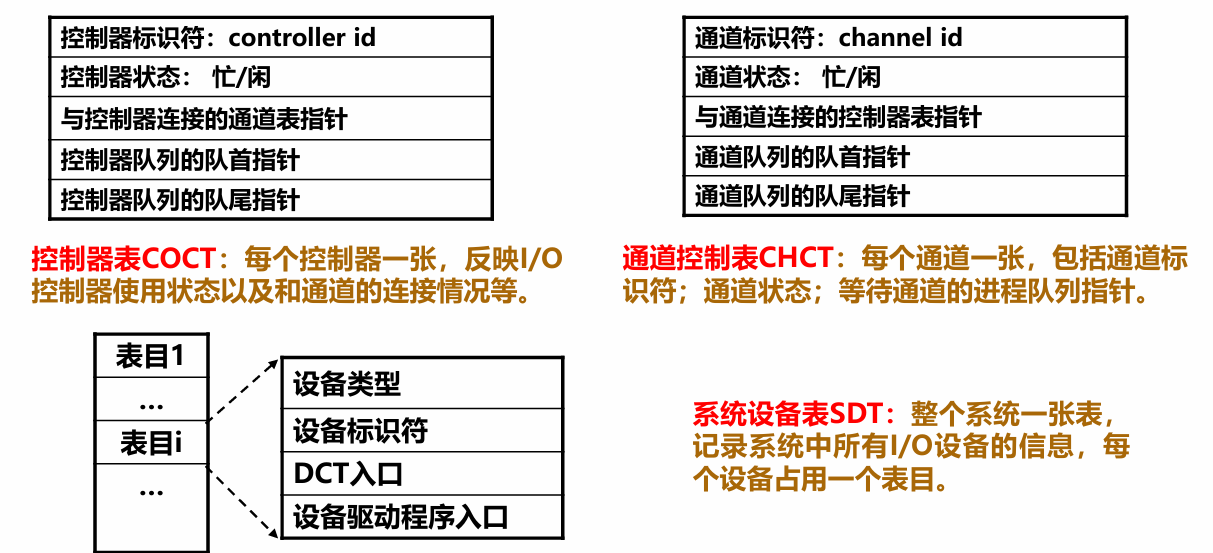 控制器标识符：controller id
控制器状态： 忙/闲
与控制器连接的通道表指针
控制器队列的队首指针
控制器队列的队尾指针
通道标识符：channel id
通道状态： 忙/闲
与通道连接的控制器表指针
通道队列的队首指针
通道队列的队尾指针
控制器表COCT：每个控制器一张，反映I/O
控制器使用状态以及和通道的连接情况等。
通道控制表CHCT：每个通道一张，包括通道标
识符；通道状态；等待通道的进程队列指针。
表目1
...
表目i
...
设备类型
设备标识符
DCT入口
设备驱动程序入口
系统设备表SDT：整个系统一张表，
记录系统中所有I/O设备的信息，每
个设备占用一个表目。